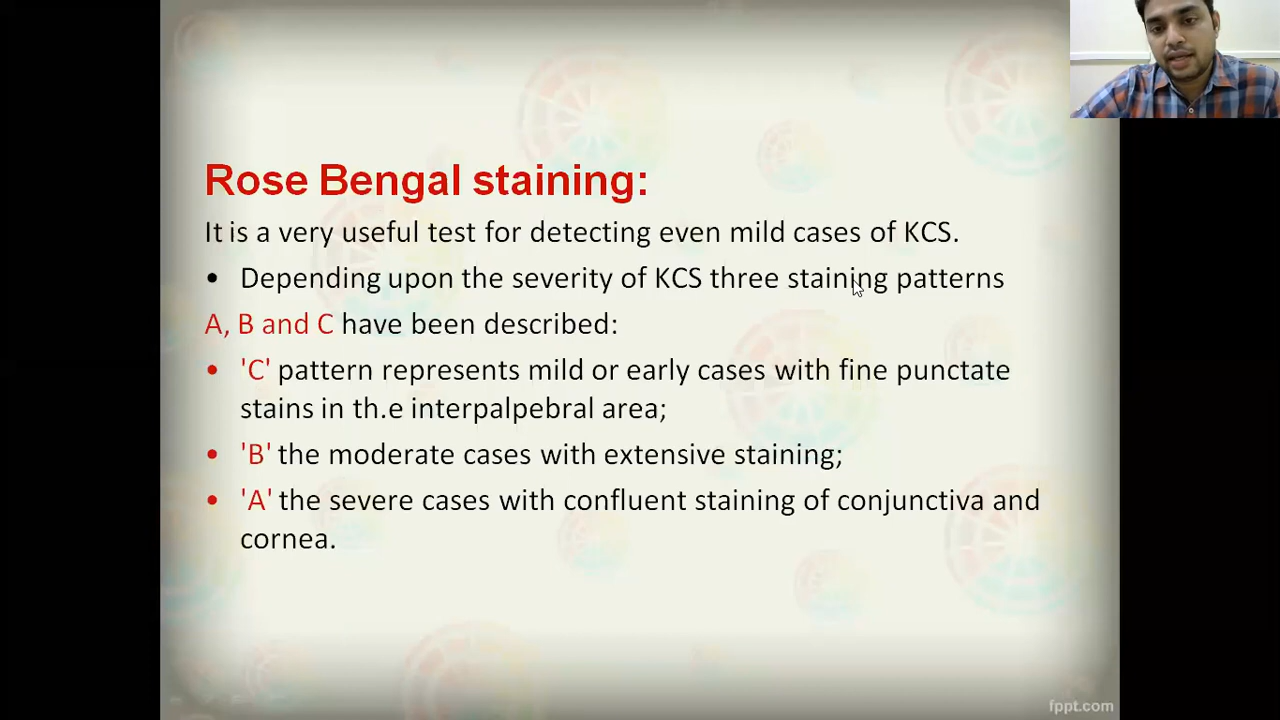 Rose Bengal staining:
It is a very useful test for detecting even mild cases of KCS.
• Depending upon the severity of KCS three staining patterns
A, B and C have been described:
• 'C' pattern represents mild or early cases with fine punctate
stains in th.e interpalpebral area;
• 'B' the moderate cases with extensive staining;
• 'A' the severe cases with confluent staining of conjunctiva and
cornea.
fppt.com